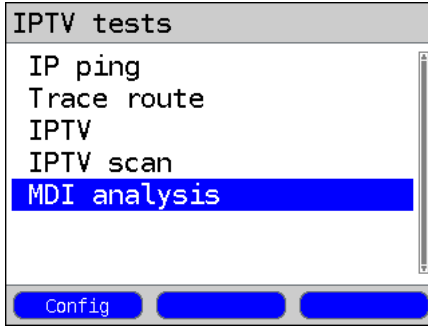 IPTV tests
IP ping
Trace route
IPTV
IPTV scan
MDI analysis
Config